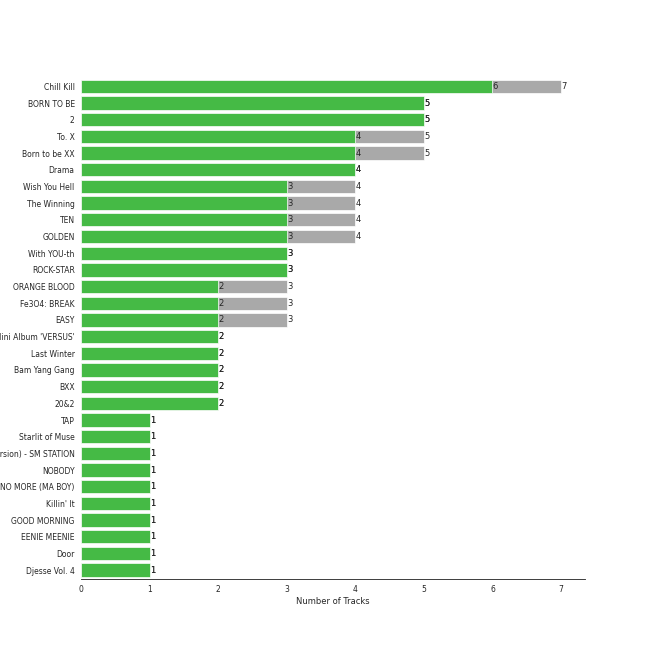 Chill Kill 6 7
BORN TO BE 5
2 5
To. X 4 5
Born to be XX 4 5
Drama 4
Wish You Hell 3 4
The Winning 3 4
TEN 3 4
GOLDEN 3 4
With YOU-th 3
ROCK-STAR 3
ORANGE BLOOD 2 3
Fe3O4: BREAK 2 3
EASY 2 3
ini Album 'VERSUS' 2
Last Winter 2
Bam Yang Gang 2
BXX 2
20&2 2
TAP 1
Starlit of Muse 1
rsion) - SM STATION 1
NOBODY 1
NO MORE (MA BOY) 1
Killin' It 1
GOOD MORNING 1
EENIE MEENIE 1
Door 1
Djesse Vol. 4 1
0 1 2 3 4 5 6 7
Number of Tracks